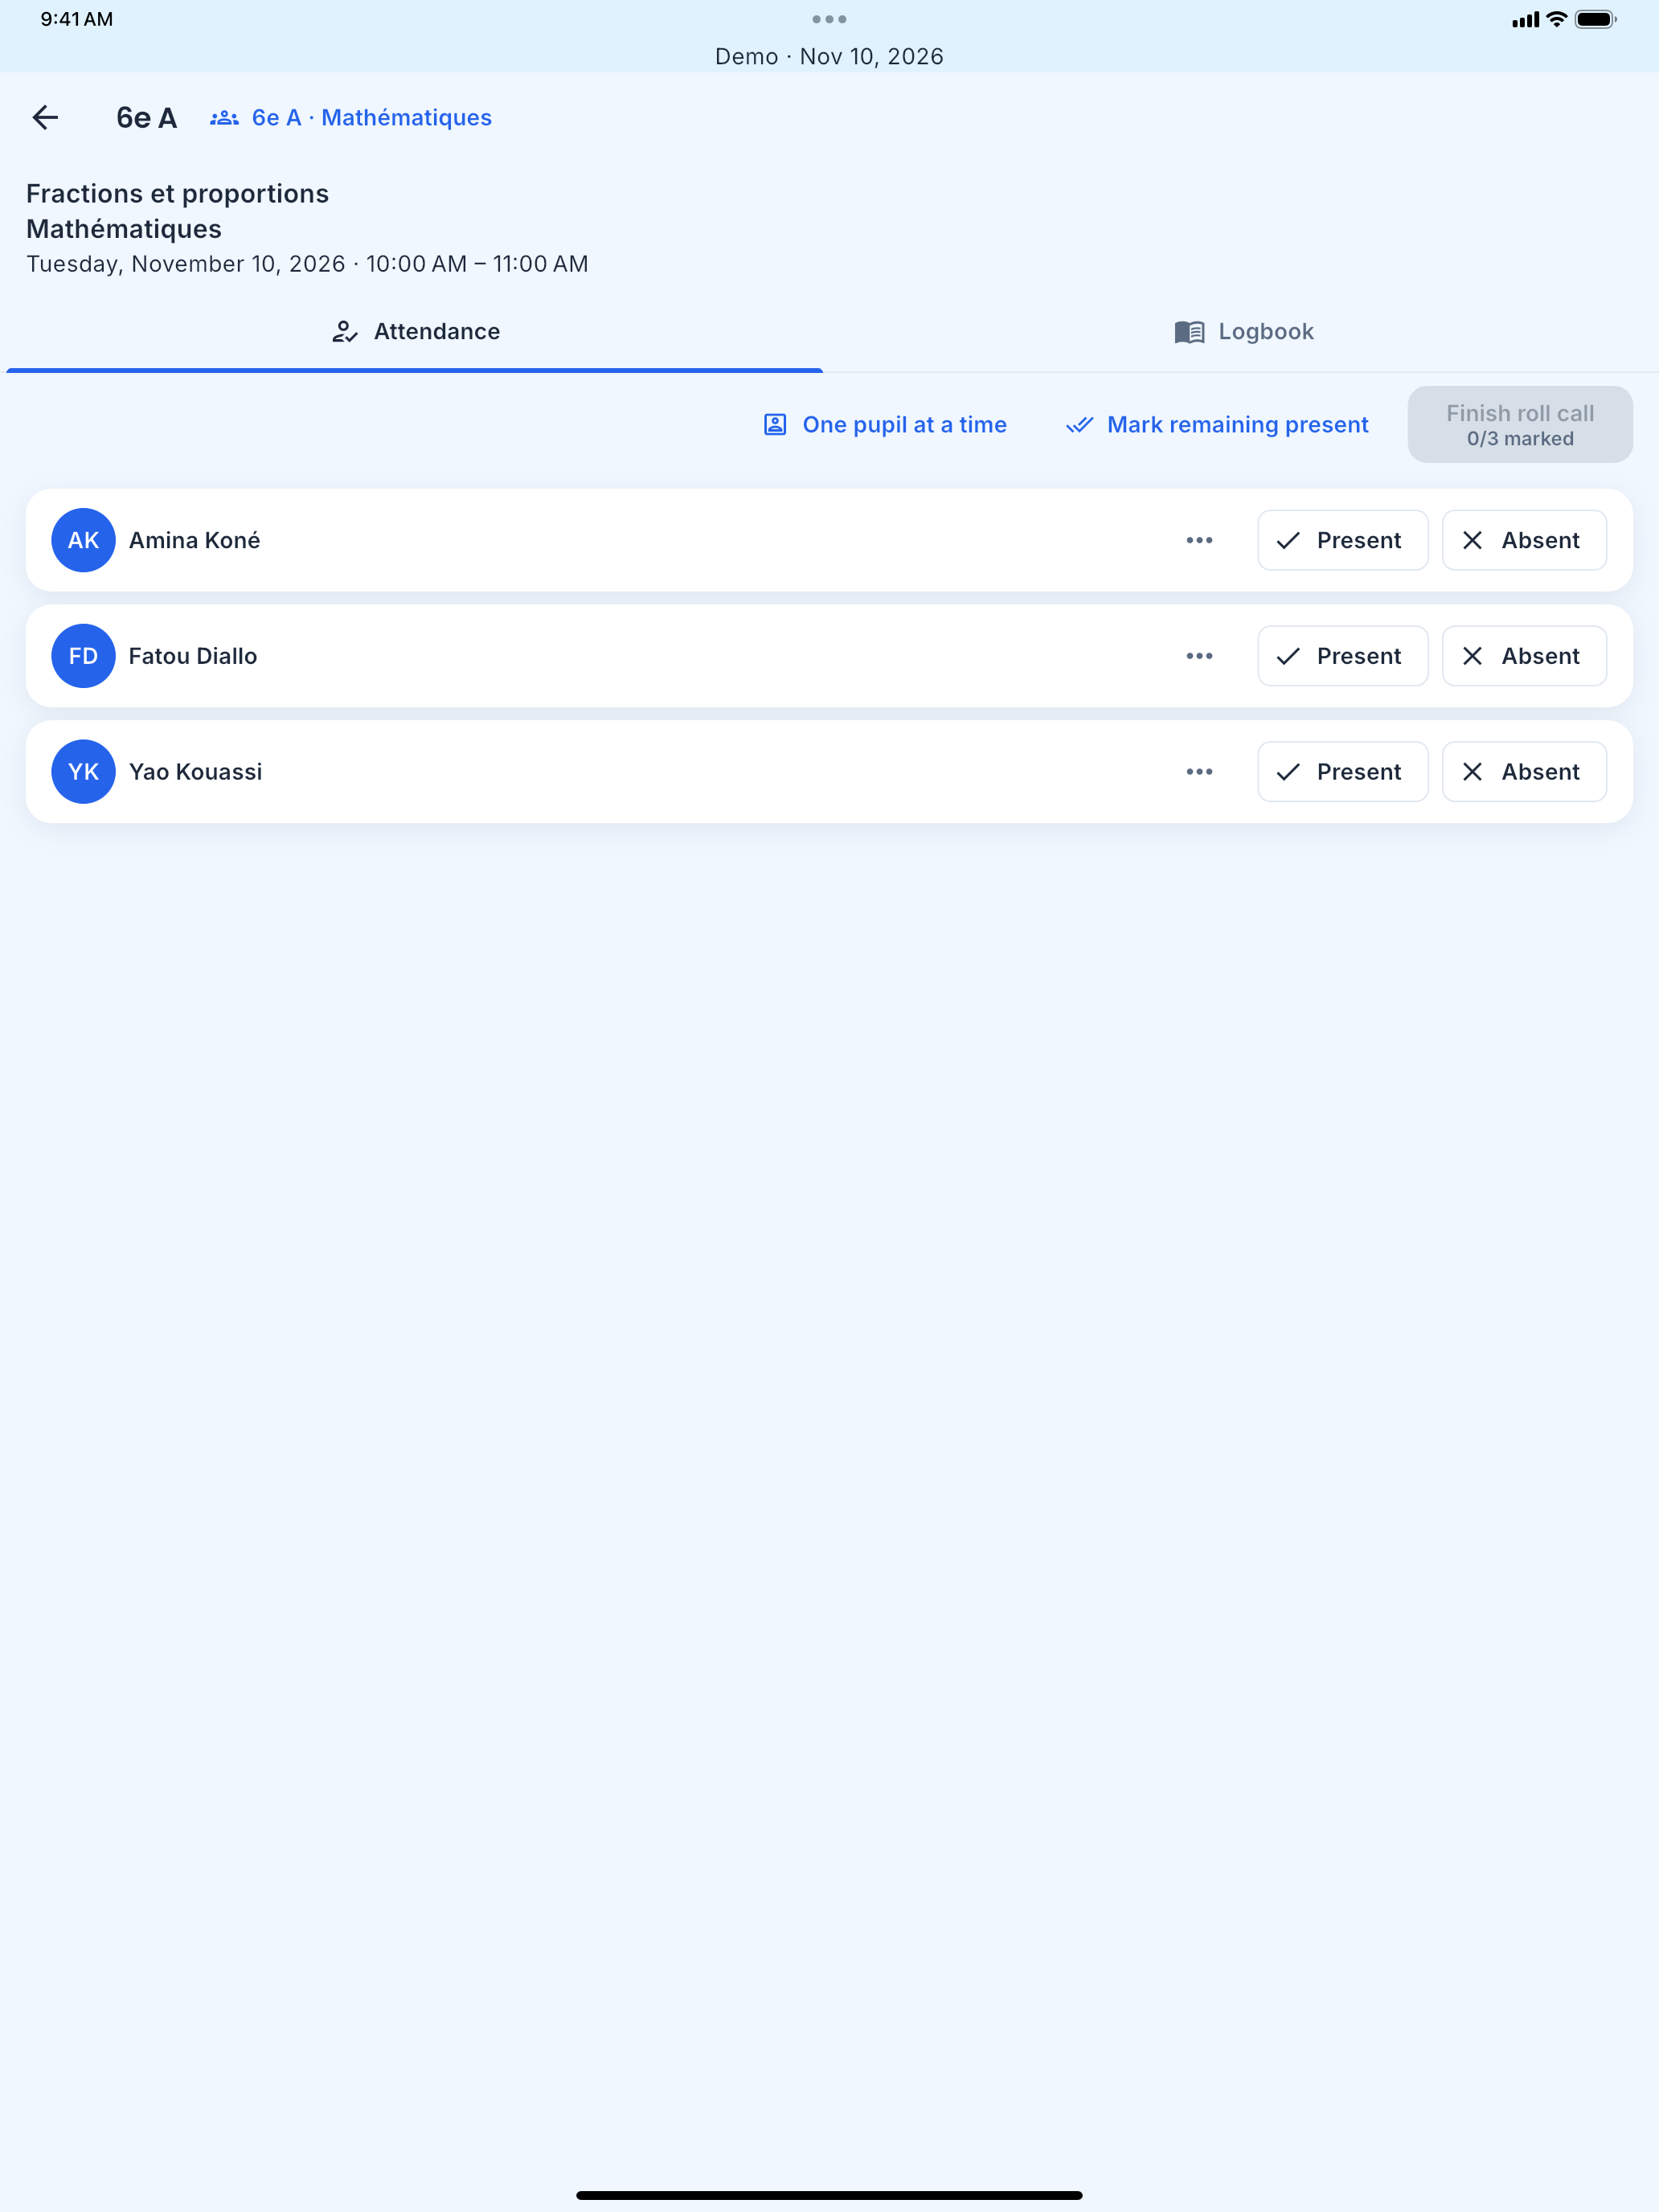 9:41 AM
Demo · Nov 10, 2026
6e A
6e A · Mathématiques
Fractions et proportions
Mathématiques
Tuesday, November 10, 2026 · 10:00 AM – 11:00 AM
Attendance
Logbook
One pupil at a time
Mark remaining present
Finish roll call
0/3 marked
AK
Amina Koné
Present
Absent
FD
Fatou Diallo
Present
Absent
YK
Yao Kouassi
Present
Absent